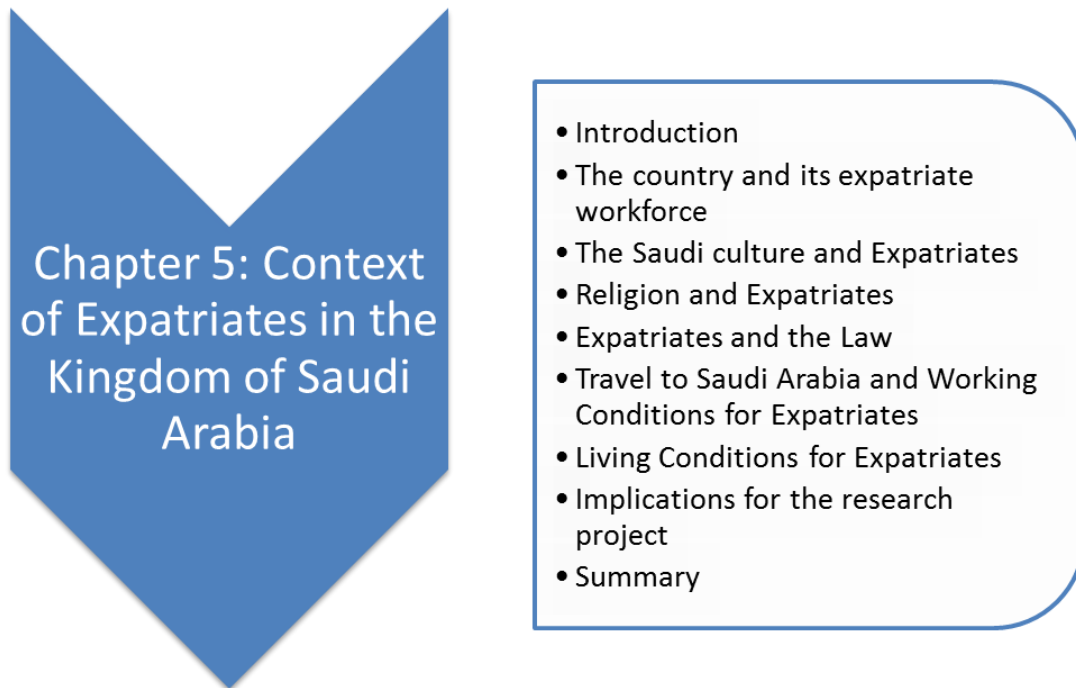 Chapter 5: Context
of Expatriates in the
Kingdom of Saudi
Arabia
• Introduction
• The country and its expatriate
workforce
• The Saudi culture and Expatriates
• Religion and Expatriates
• Expatriates and the Law
• Travel to Saudi Arabia and Working
Conditions for Expatriates
• Living Conditions for Expatriates
• Implications for the research
project
• Summary